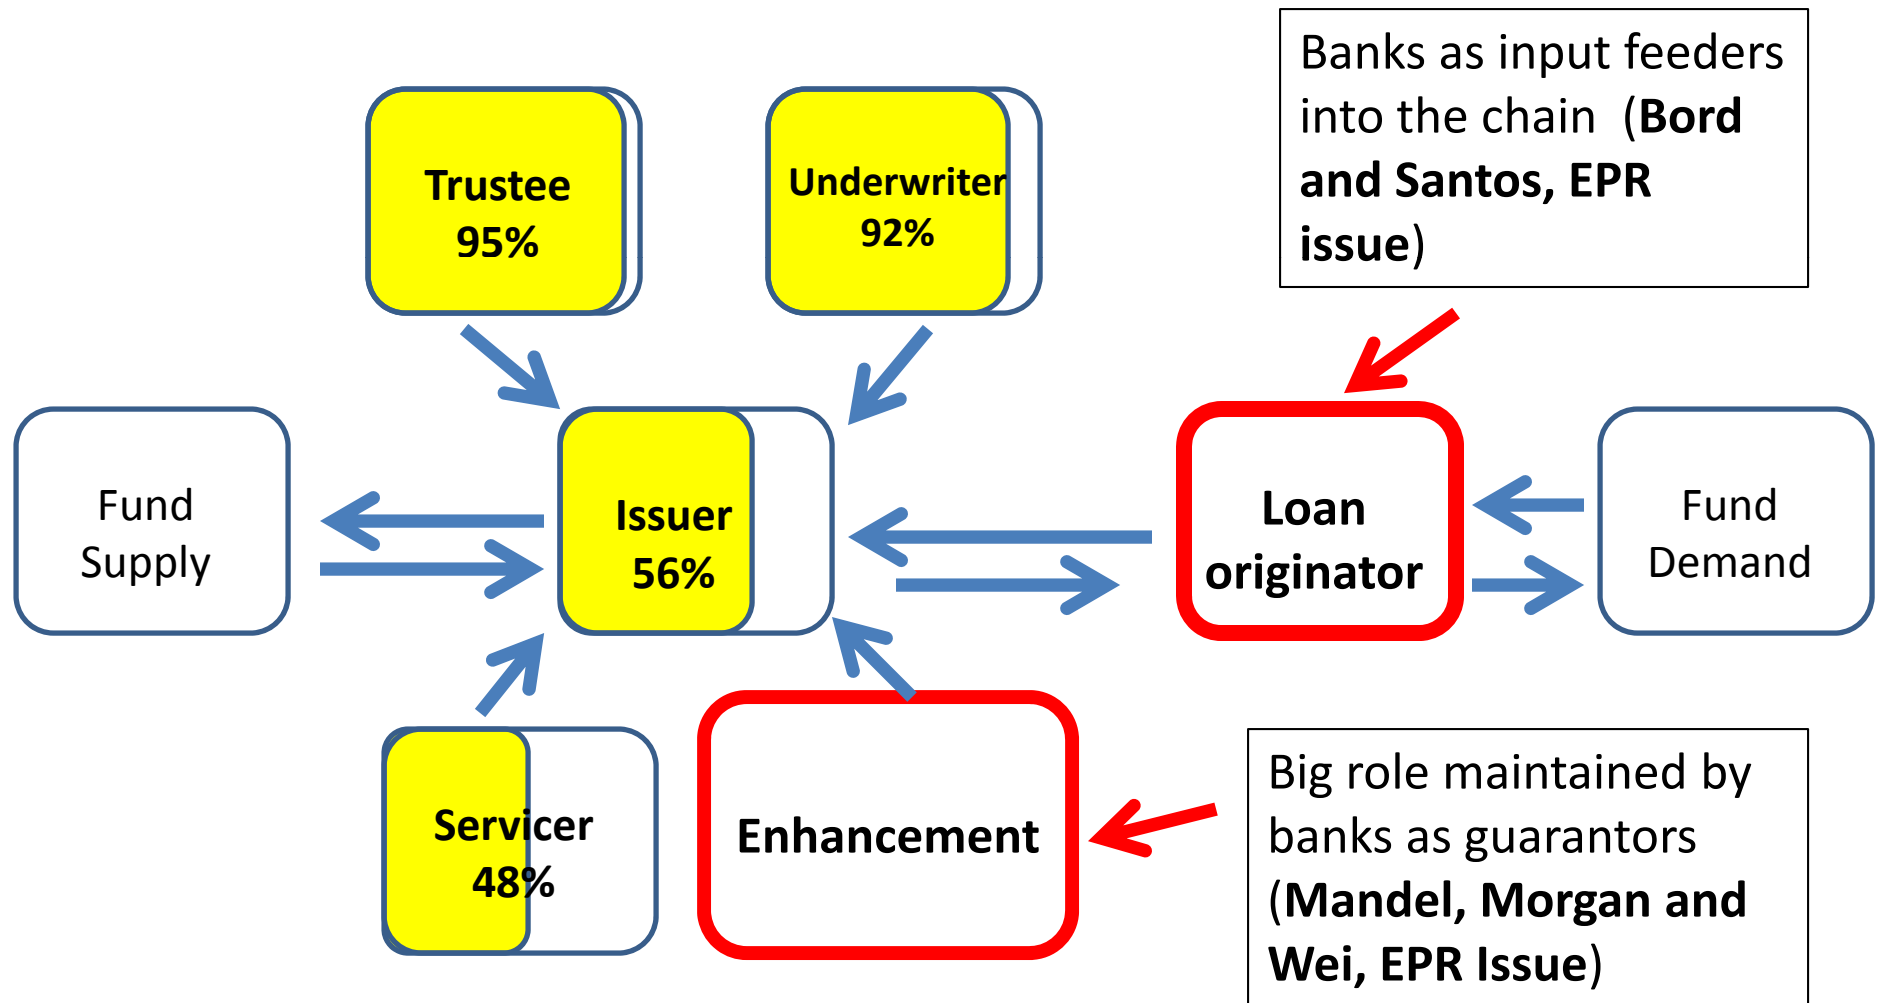 Banks as input feeders
into the chain (Bord
and Santos, EPR
issue)
Trustee
95%
Underwriter
92%
Fund
Supply
Issuer
56%
Loan
originator
Fund
Demand
Servicer
48%
Enhancement
Big role maintained by
banks as guarantors
(Mandel, Morgan and
Wei, EPR Issue)